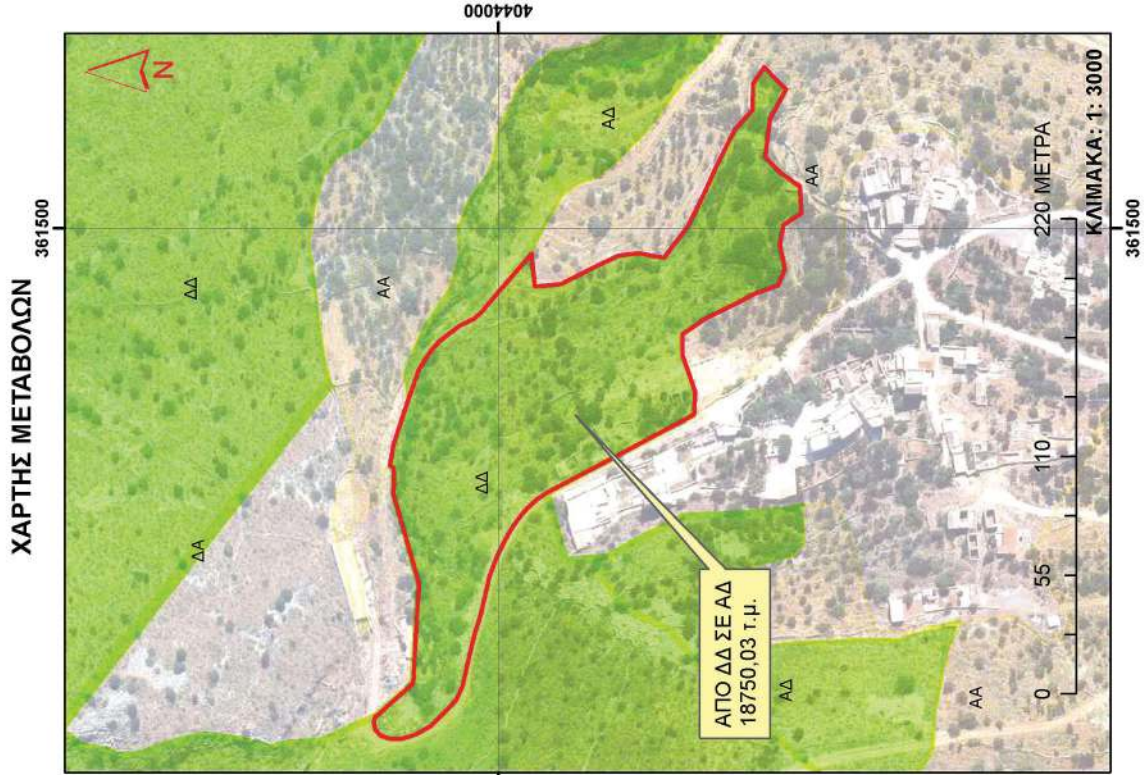 ΧΑΡΤΗΣ ΜΕΤΑΒΟΛΩΝ
361500
4044000
N
ΔΔ
ΑΔ
ΑΑ
ΔΑ
ΑΑ
ΔΔ
ΑΠΟ ΔΔ ΣΕ ΑΔ
18750,03 τ.μ.
ΑΔ
ΑΑ
0 55 110 220 ΜΕΤΡΑ
ΚΛΙΜΑΚΑ: 1: 3000
361500